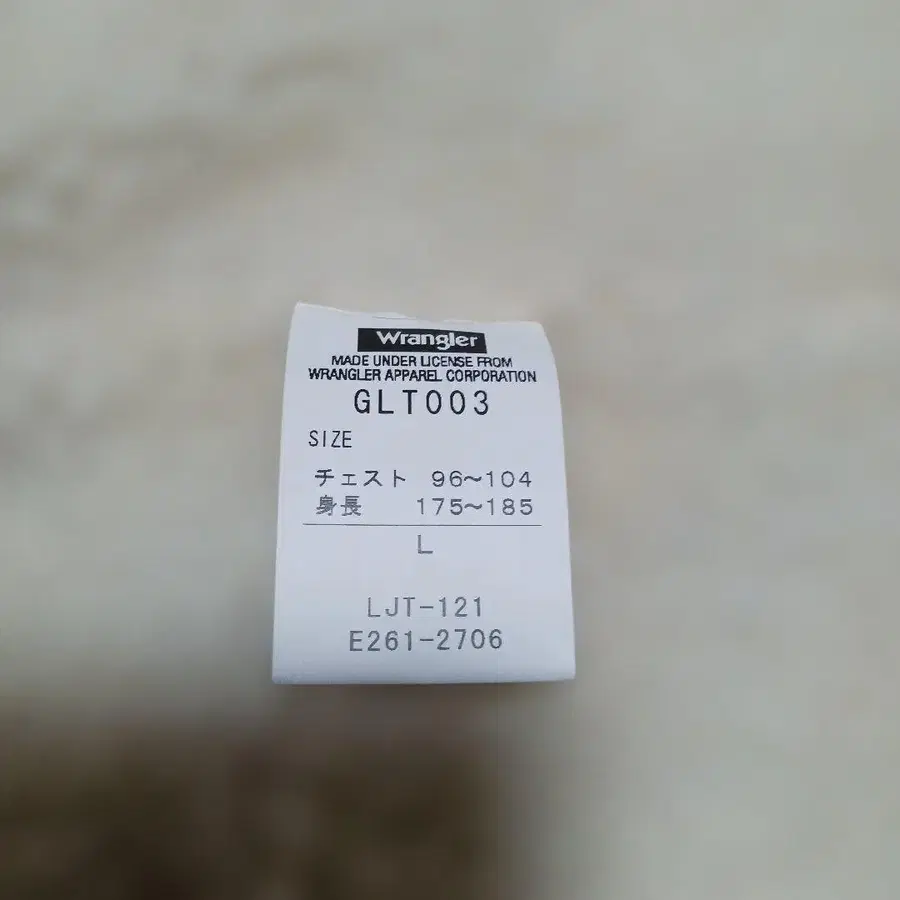 Wrangler
MADE UNDER LICENSE FROM
WRANGLER APPAREL CORPORATION
GLT003
SIZE
チェスト 96〜104
身長 175〜185
L
LJT-121
E261-2706